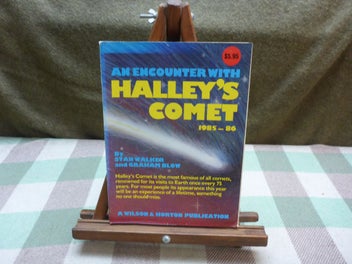 $5.95
AN ENCOUNTER WITH
HALLEY'S
COMET
1985 – 86
By
STAN WALKER
and GRAHAM BLOW
Halley's Comet is the most famous of all comets,
renowned for its visits to Earth once every 75
years. For most people its appearance this year
will be an experience of a lifetime, something
no one should miss.
A WILSON & HORTON PUBLICATION